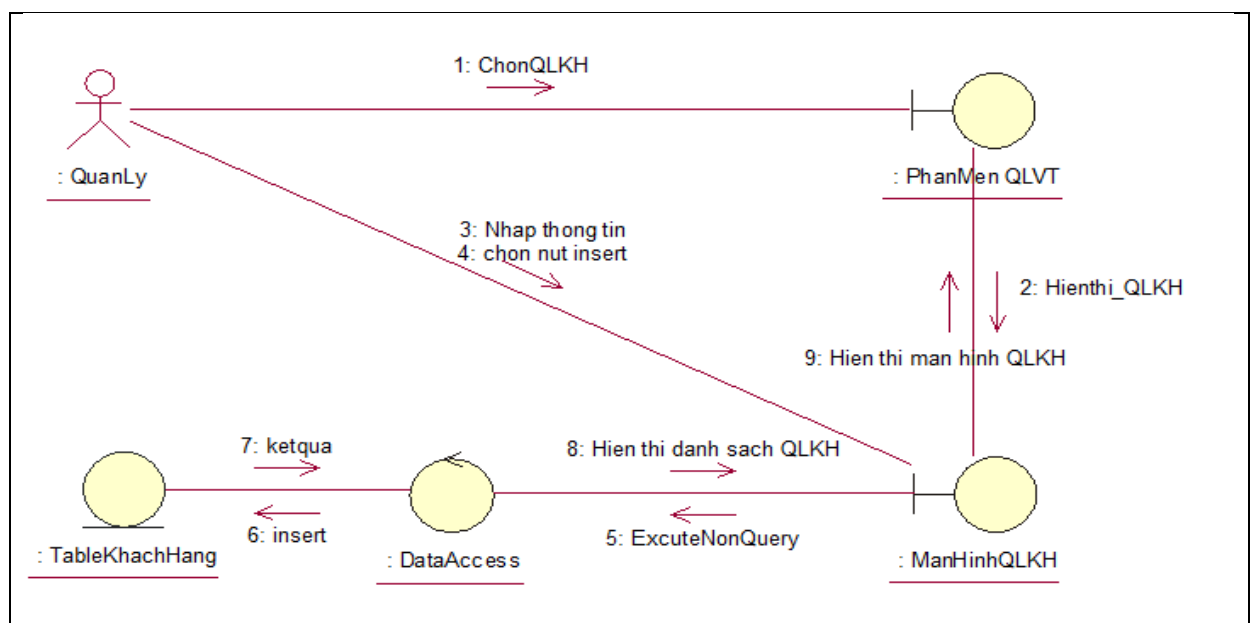 1: ChonQLKH
: QuanLy
: PhanMen QLVT
3: Nhap thong tin
4: chon nut insert
2: Hienthi_QLKH
9: Hien thi man hinh QLKH
7: ketqua
8: Hien thi danh sach QLKH
6: insert
5: ExcuteNonQuery
: TableKhachHang
: DataAccess
: ManHinhQLKH